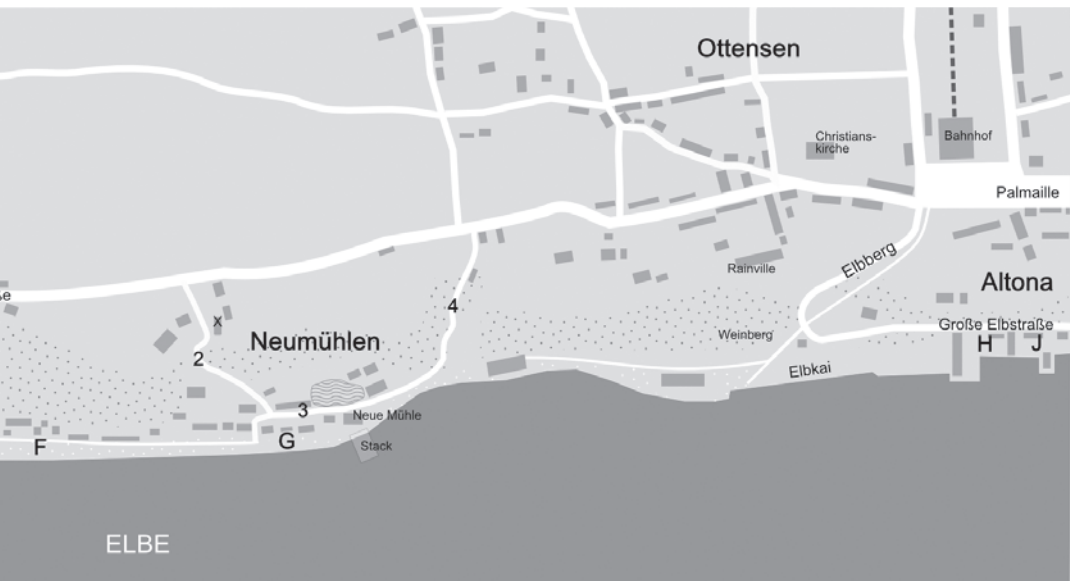 Ottensen
Christians-
kirche
Bahnhof
Palmaille
Elbberg
Rainville
Altona
4
X
Neumühlen
Weinberg
Große Elbstraße
H
J
2
Elbkai
3
Neue Mühle
F
G
Stack
ELBE